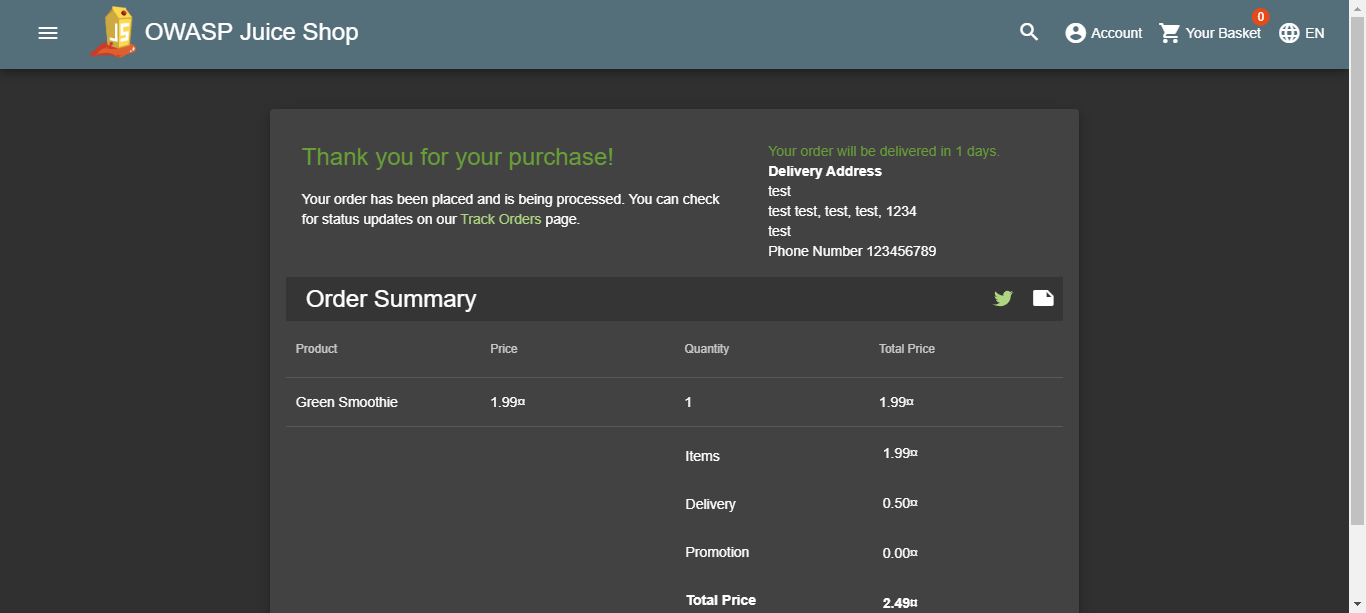 OWASP Juice Shop
Account
Your Basket
0
EN
Thank you for your purchase!
Your order has been placed and is being processed. You can check
for status updates on our Track Orders page.
Your order will be delivered in 1 days.
Delivery Address
test
test test, test, test, 1234
test
Phone Number 123456789
Order Summary
Product Price Quantity Total Price
Green Smoothie 1.99¤ 1 1.99¤
Items 1.99¤
Delivery 0.50¤
Promotion 0.00¤
Total Price 2.49¤